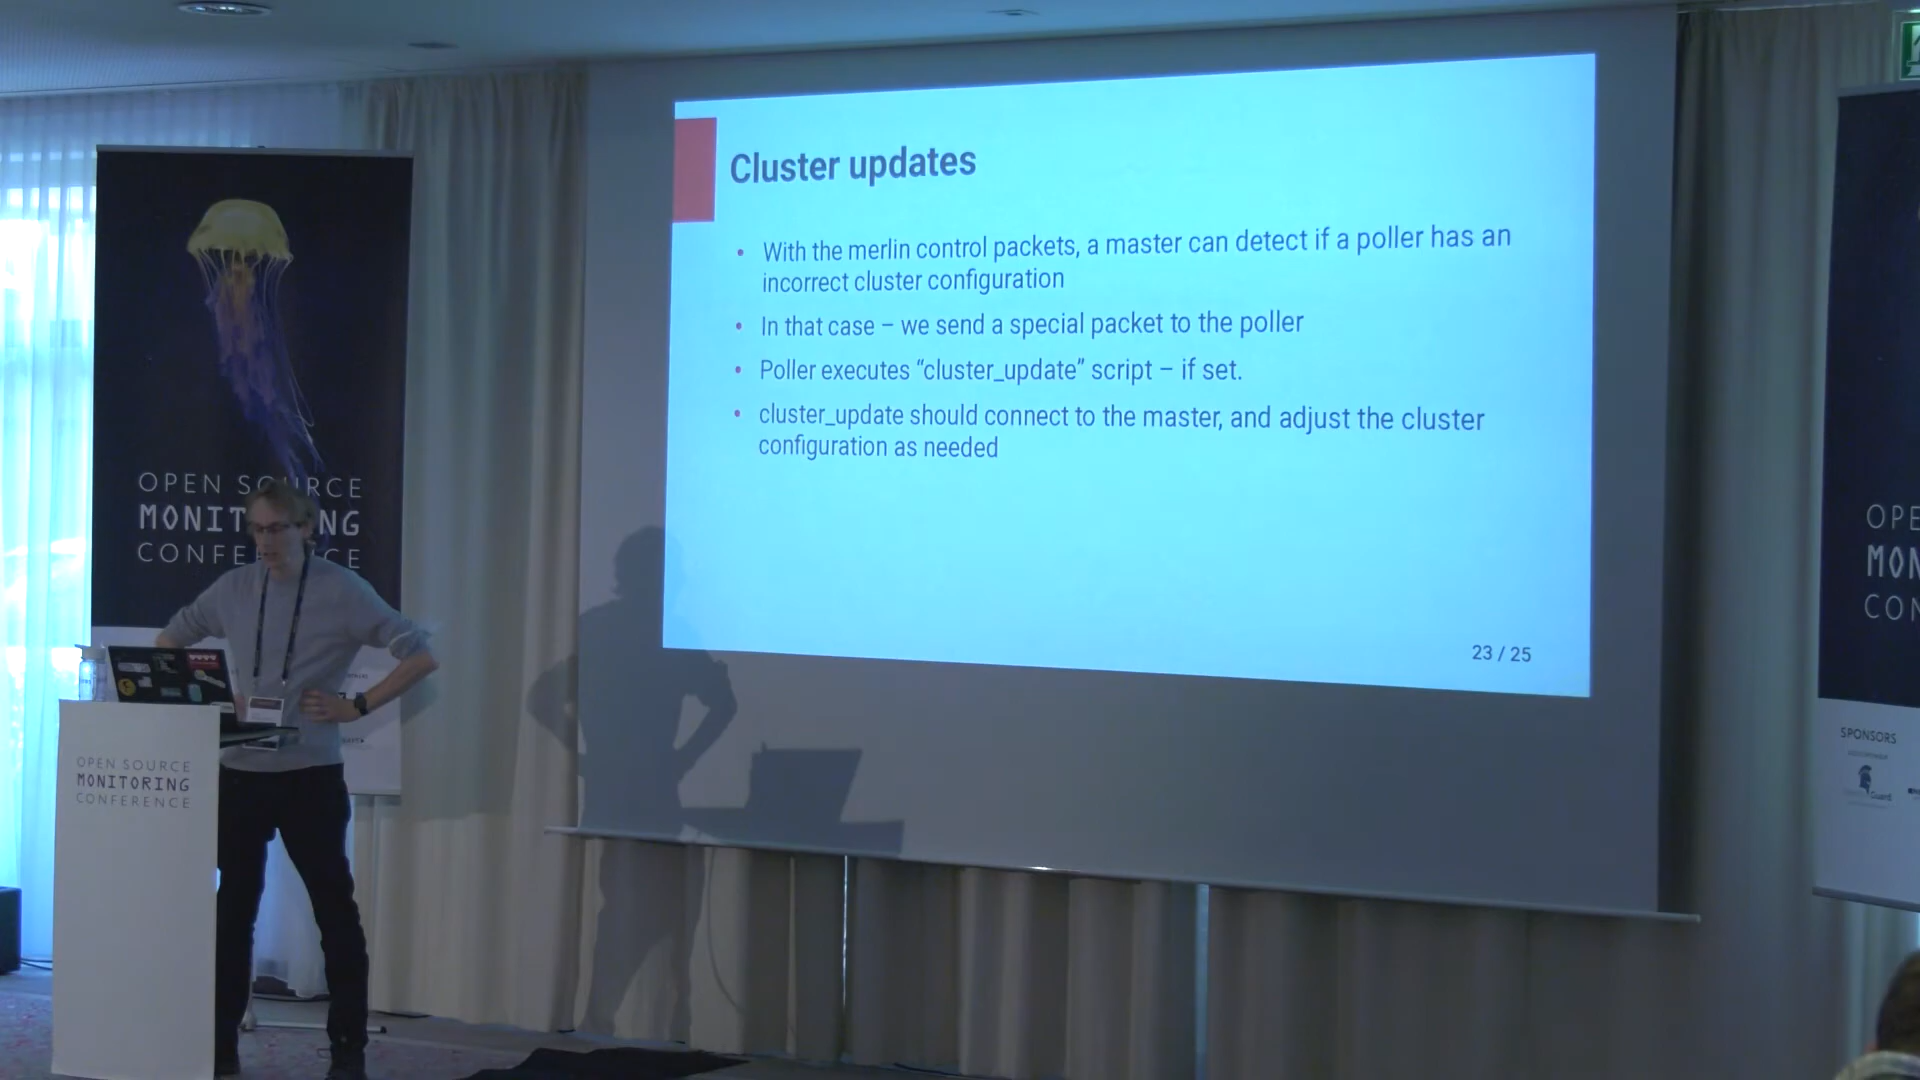 Cluster updates
• With the merlin control packets, a master can detect if a poller has an
incorrect cluster configuration
• In that case – we send a special packet to the poller
• Poller executes “cluster_update” script – if set.
• cluster_update should connect to the master, and adjust the cluster
configuration as needed
23 / 25
OPEN
MONIT NG
CONFE CE
OPEN SOURCE
MONITORING
CONFERENCE
OPE
MON
CON
SPONSORS
Guard